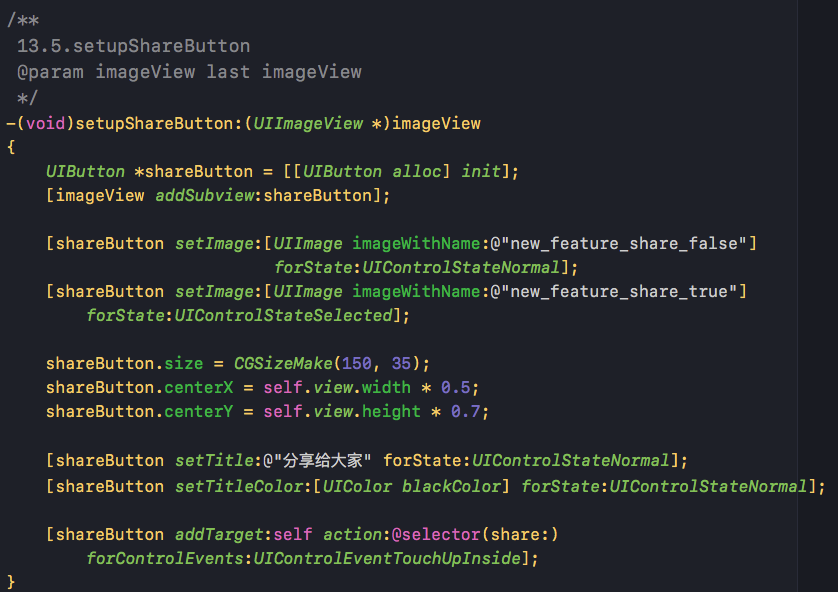 /**
 13.5.setupShareButton
 @param imageView last imageView
 */
-(void)setupShareButton:(UIImageView *)imageView
{
    UIButton *shareButton = [[UIButton alloc] init];
    [imageView addSubview:shareButton];

    [shareButton setImage:[UIImage imageWithName:@"new_feature_share_false"]
                           forState:UIControlStateNormal];
    [shareButton setImage:[UIImage imageWithName:@"new_feature_share_true"]
        forState:UIControlStateSelected];

    shareButton.size = CGSizeMake(150, 35);
    shareButton.centerX = self.view.width * 0.5;
    shareButton.centerY = self.view.height * 0.7;

    [shareButton setTitle:@"分享给大家" forState:UIControlStateNormal];
    [shareButton setTitleColor:[UIColor blackColor] forState:UIControlStateNormal];

    [shareButton addTarget:self action:@selector(share:)
        forControlEvents:UIControlEventTouchUpInside];
}